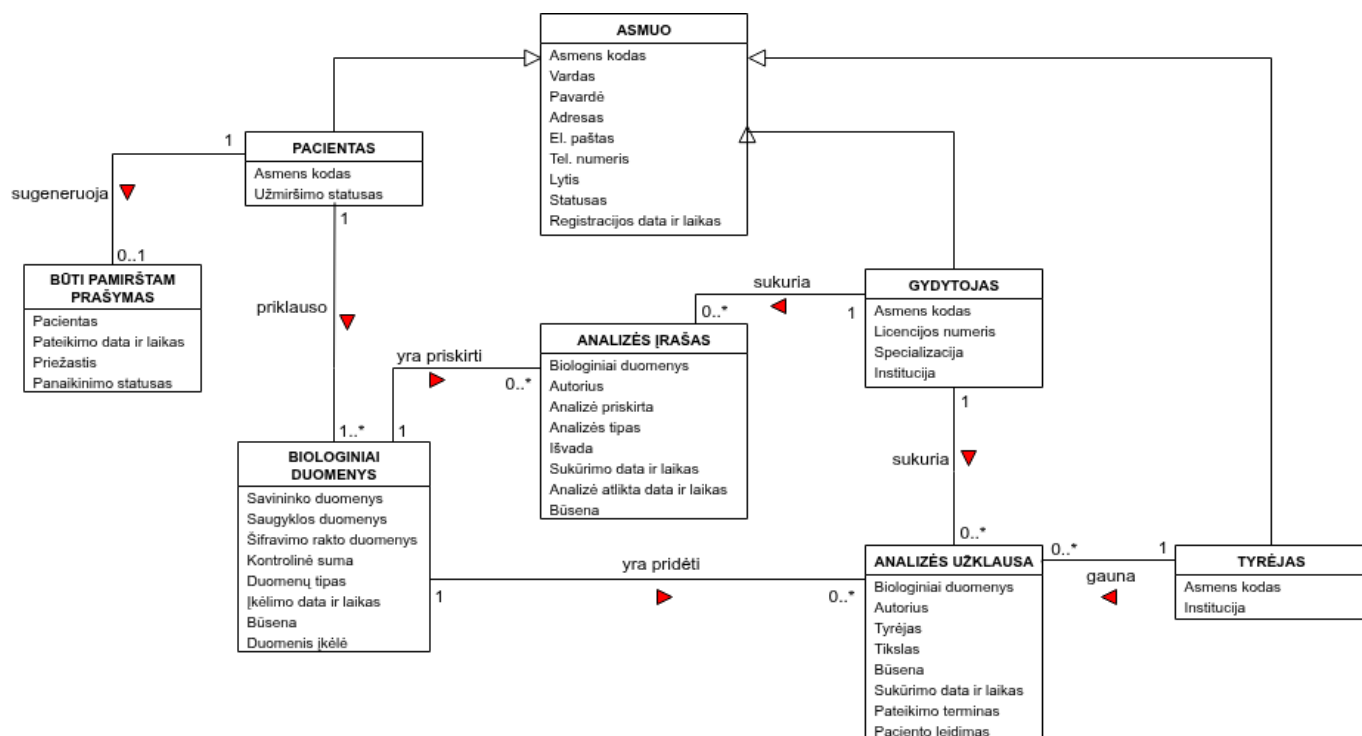 ASMUO
Asmens kodas
Vardas
Pavardė
Adresas
El. paštas
Tel. numeris
Lytis
Statusas
Registracijos data ir laikas
1
PACIENTAS
Asmens kodas
Užmiršimo statusas
sugeneruoja
1
0..1
BŪTI PAMIRŠTAM
PRAŠYMAS
Pacientas
Pateikimo data ir laikas
Priežastis
Panaikinimo statusas
priklauso
1..*
sukuria
0..*
1
GYDYTOJAS
Asmens kodas
Licencijos numeris
Specializacija
Institucija
yra priskirti
0..*
1
ANALIZĖS ĮRAŠAS
Biologiniai duomenys
Autorius
Analizė priskirta
Analizės tipas
Išvada
Sukūrimo data ir laikas
Analizė atlikta data ir laikas
Būsena
1
sukuria
0..*
BIOLOGINIAI
DUOMENYS
Savininko duomenys
Saugyklos duomenys
Šifravimo rakto duomenys
Kontrolinė suma
Duomenų tipas
Įkėlimo data ir laikas
Būsena
Duomenis įkėlė
yra pridėti
1
0..*
ANALIZĖS UŽKLAUSA
Biologiniai duomenys
Autorius
Tyrėjas
Tikslas
Būsena
Sukūrimo data ir laikas
Pateikimo terminas
Paciento leidimas
0..*
1
gauna
TYRĖJAS
Asmens kodas
Institucija